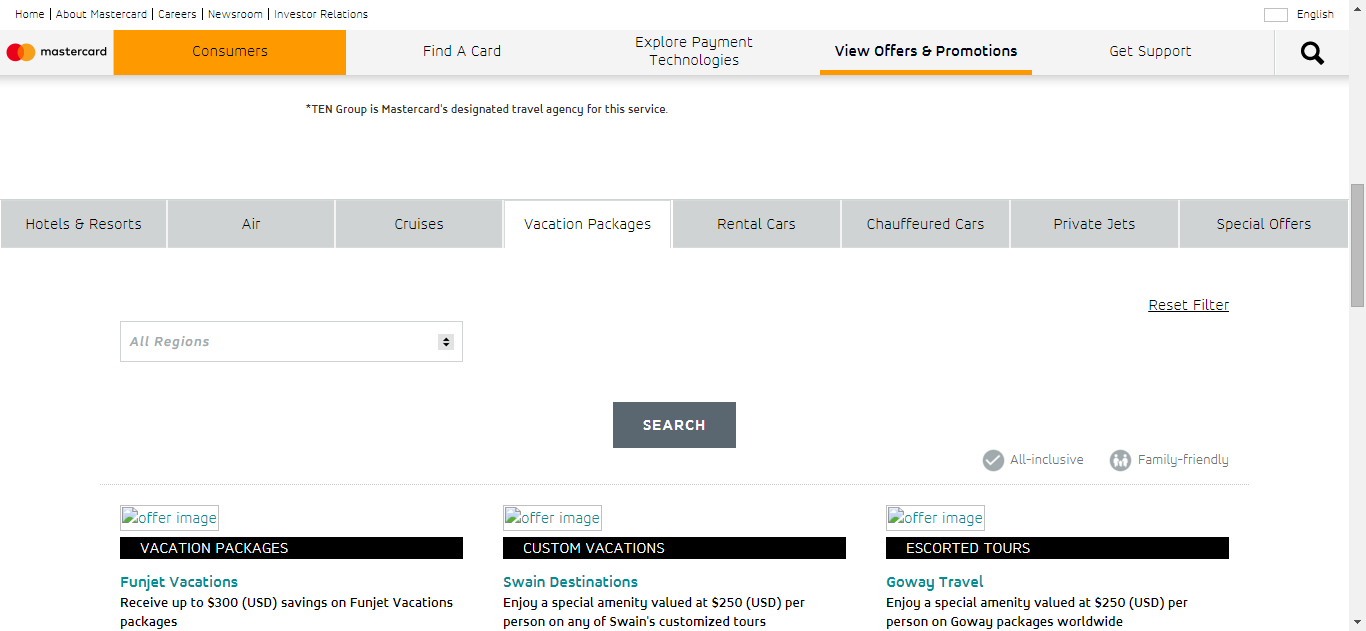 Home | About Mastercard | Careers | Newsroom | Investor Relations
English
mastercard
Consumers
Find A Card
Explore Payment
Technologies
View Offers & Promotions
Get Support
*TEN Group is Mastercard's designated travel agency for this service.
Hotels & Resorts
Air
Cruises
Vacation Packages
Rental Cars
Chauffeured Cars
Private Jets
Special Offers
Reset Filter
All Regions
SEARCH
All-inclusive
Family-friendly
offer image
VACATION PACKAGES
Funjet Vacations
Receive up to $300 (USD) savings on Funjet Vacations
packages
offer image
CUSTOM VACATIONS
Swain Destinations
Enjoy a special amenity valued at $250 (USD) per
person on any of Swain's customized tours
offer image
ESCORTED TOURS
Goway Travel
Enjoy a special amenity valued at $250 (USD) per
person on Goway packages worldwide